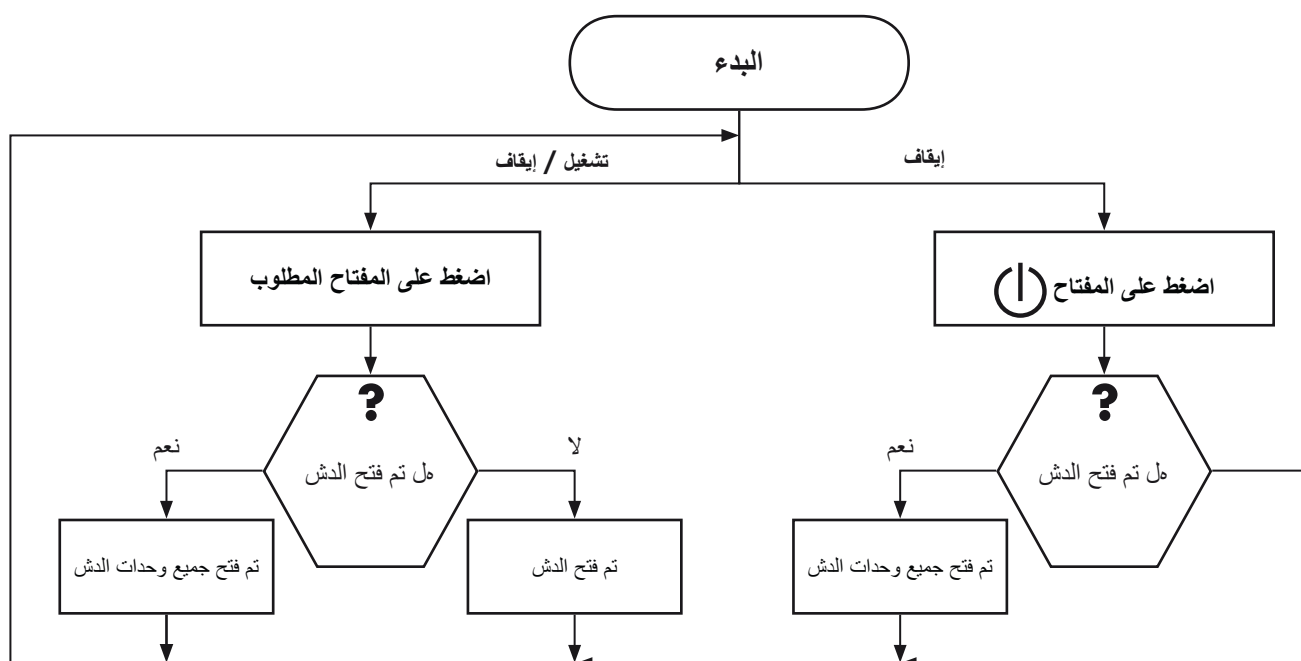 البدء
إيقاف
تشغيل / إيقاف
اضغط على المفتاح
اضغط على المفتاح المطلوب
?
?
هل تم فتح الدش
نعم
لا
هل تم فتح الدش
نعم
تم فتح جميع وحدات الدش
تم فتح الدش
تم فتح جميع وحدات الدش